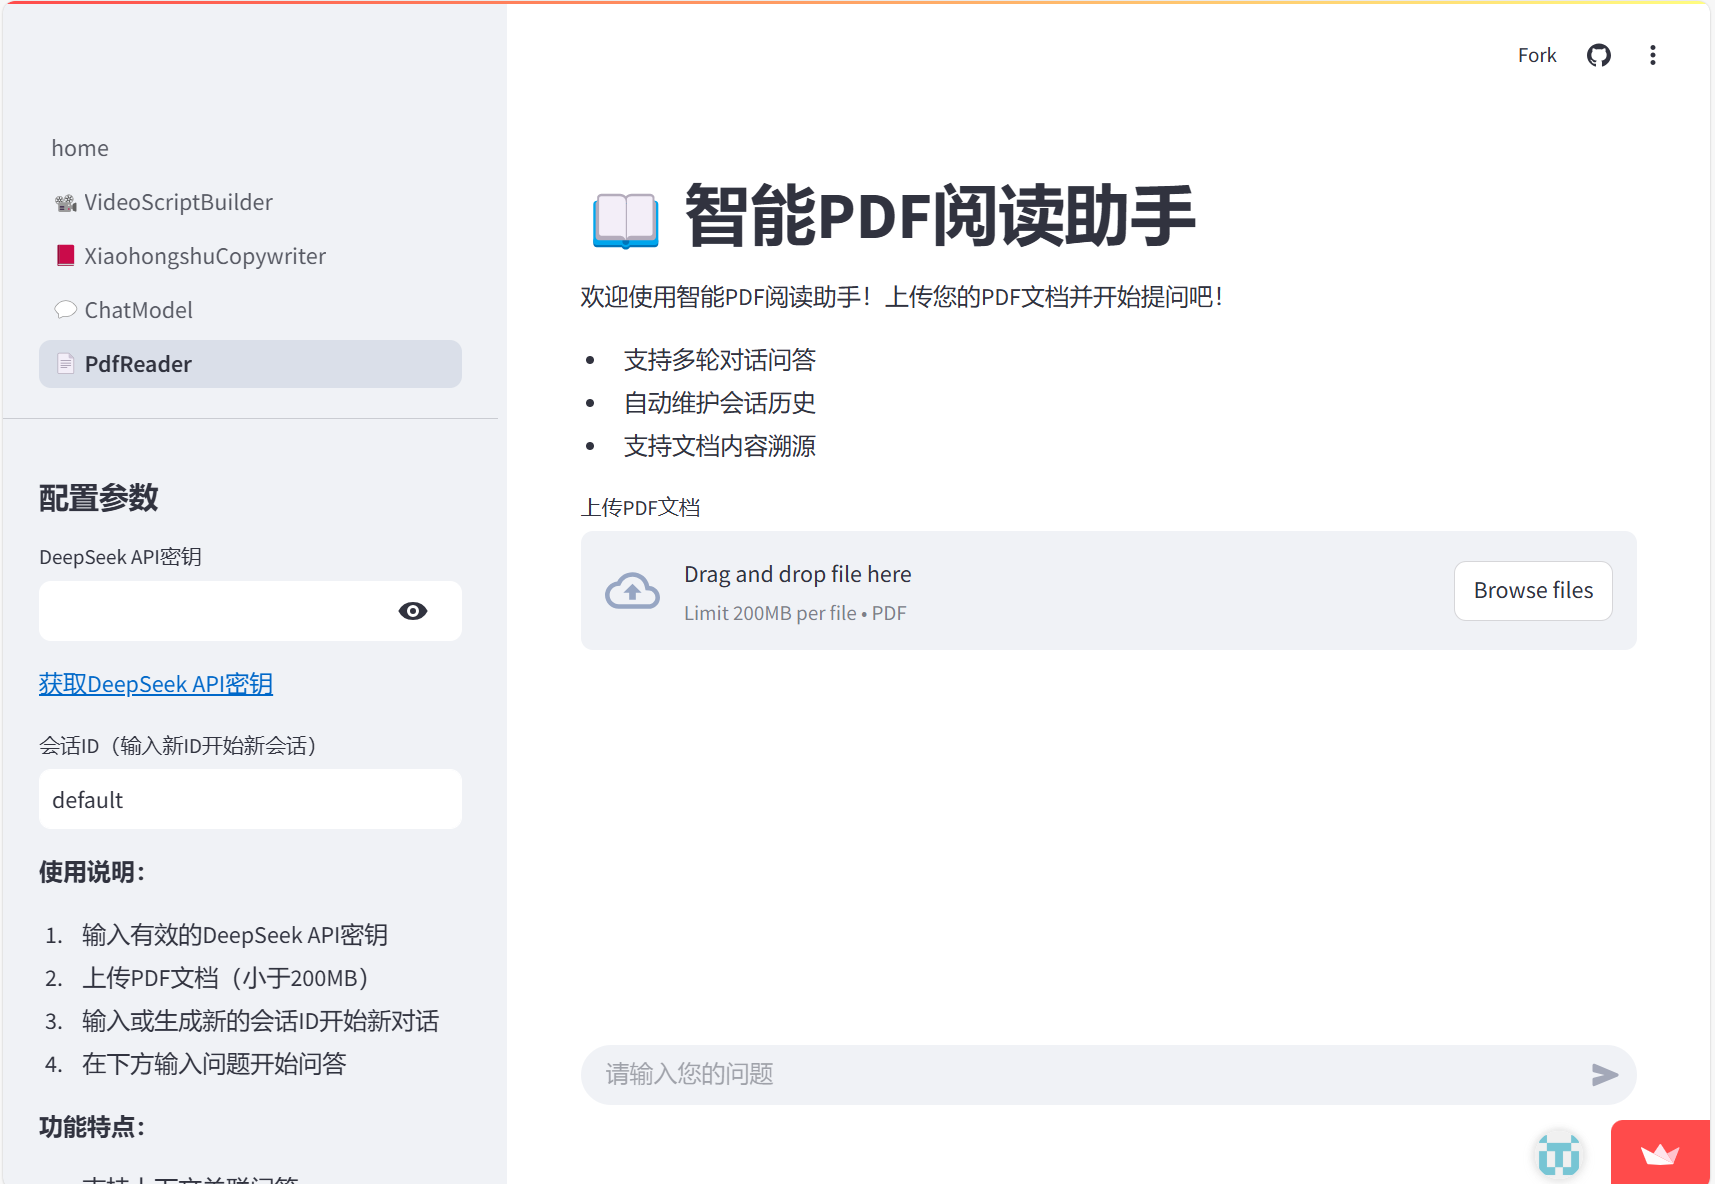 Fork
home
VideoScriptBuilder
XiaohongshuCopywriter
ChatModel
PdfReader
配置参数
DeepSeek API密钥
获取DeepSeek API密钥
会话ID（输入新ID开始新会话）
default
使用说明：
1. 输入有效的DeepSeek API密钥
2. 上传PDF文档（小于200MB）
3. 输入或生成新的会话ID开始新对话
4. 在下方输入问题开始问答
功能特点：
智能PDF阅读助手
欢迎使用智能PDF阅读助手！上传您的PDF文档并开始提问吧！
• 支持多轮对话问答
• 自动维护会话历史
• 支持文档内容溯源
上传PDF文档
Drag and drop file here
Limit 200MB per file • PDF
Browse files
请输入您的问题